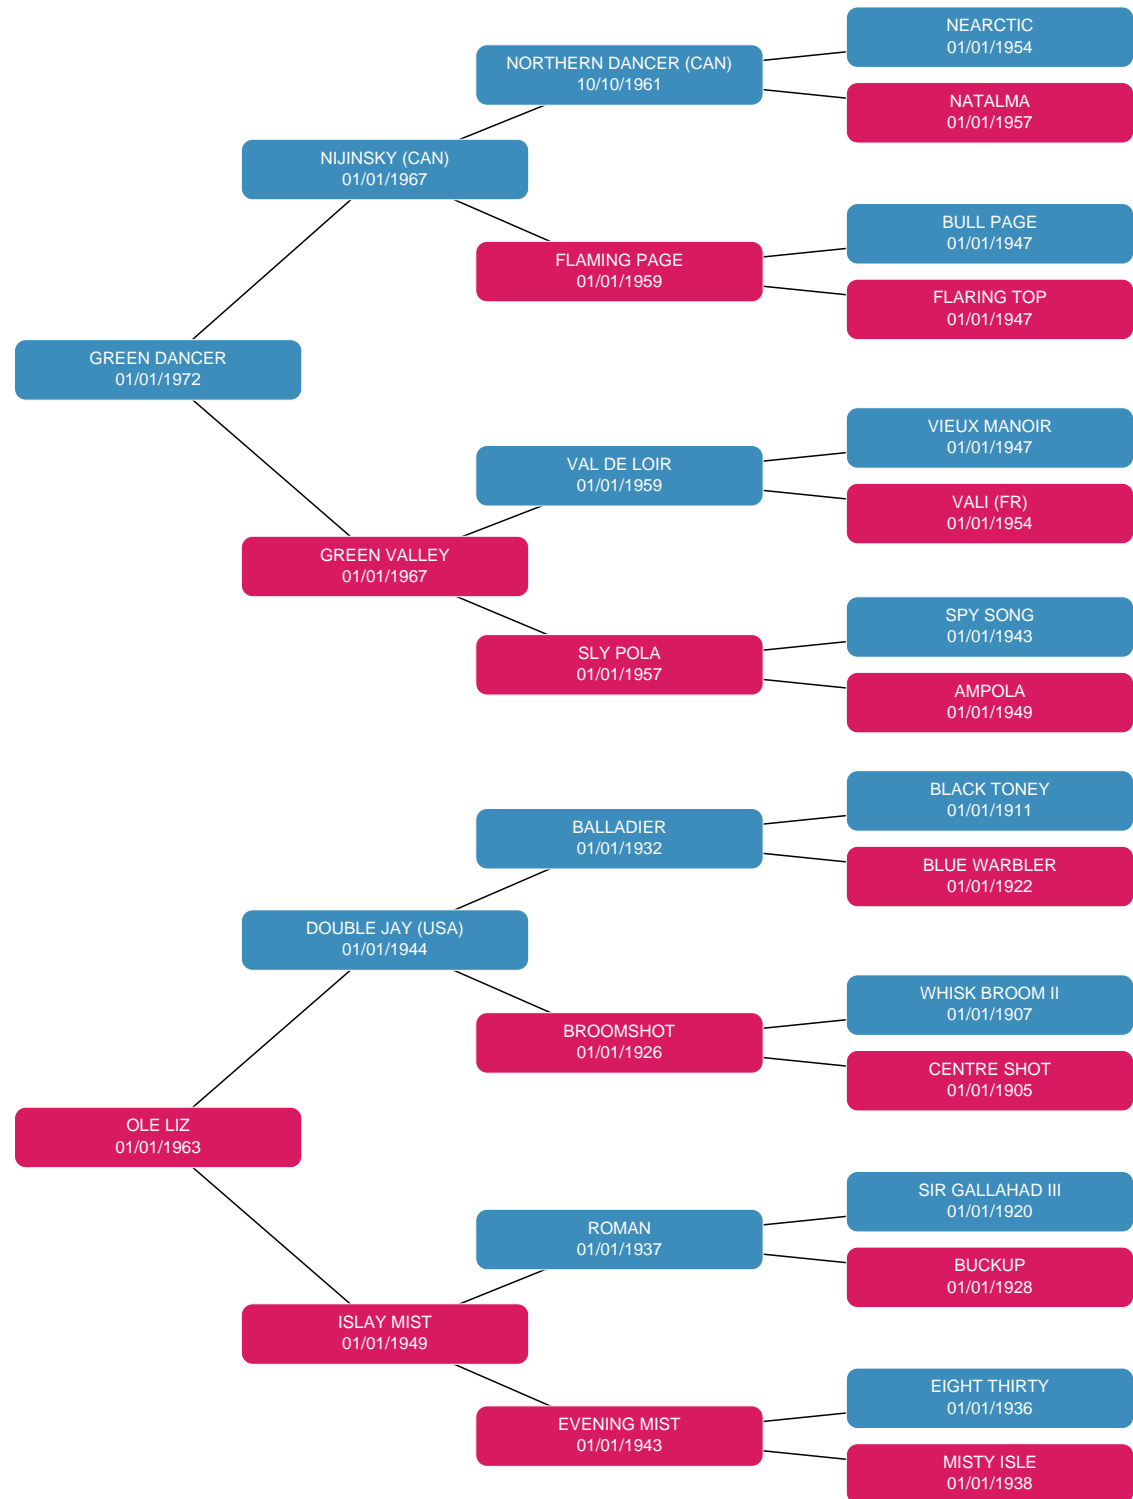 NEARCTIC
01/01/1954
NORTHERN DANCER (CAN)
10/10/1961
NATALMA
01/01/1957
NIJINSKY (CAN)
01/01/1967
BULL PAGE
01/01/1947
FLAMING PAGE
01/01/1959
FLARING TOP
01/01/1947
GREEN DANCER
01/01/1972
VIEUX MANOIR
01/01/1947
VAL DE LOIR
01/01/1959
VALI (FR)
01/01/1954
GREEN VALLEY
01/01/1967
SPY SONG
01/01/1943
SLY POLA
01/01/1957
AMPOLA
01/01/1949
BLACK TONEY
01/01/1911
BALLADIER
01/01/1932
BLUE WARBLER
01/01/1922
DOUBLE JAY (USA)
01/01/1944
WHISK BROOM II
01/01/1907
BROOMSHOT
01/01/1926
CENTRE SHOT
01/01/1905
OLE LIZ
01/01/1963
SIR GALLAHAD III
01/01/1920
ROMAN
01/01/1937
BUCKUP
01/01/1928
ISLAY MIST
01/01/1949
EIGHT THIRTY
01/01/1936
EVENING MIST
01/01/1943
MISTY ISLE
01/01/1938